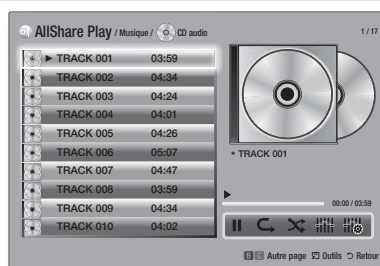 AllShare Play / Musique / CD audio 1 / 17
TRACK 001 03:59
TRACK 002 04:34
TRACK 003 04:24
TRACK 004 04:01
TRACK 005 04:26
TRACK 006 05:07
TRACK 007 04:47
TRACK 008 03:59
TRACK 009 04:34
TRACK 010 04:02
* TRACK 001
00:00 / 03:59
B C Autre page Outils Retour